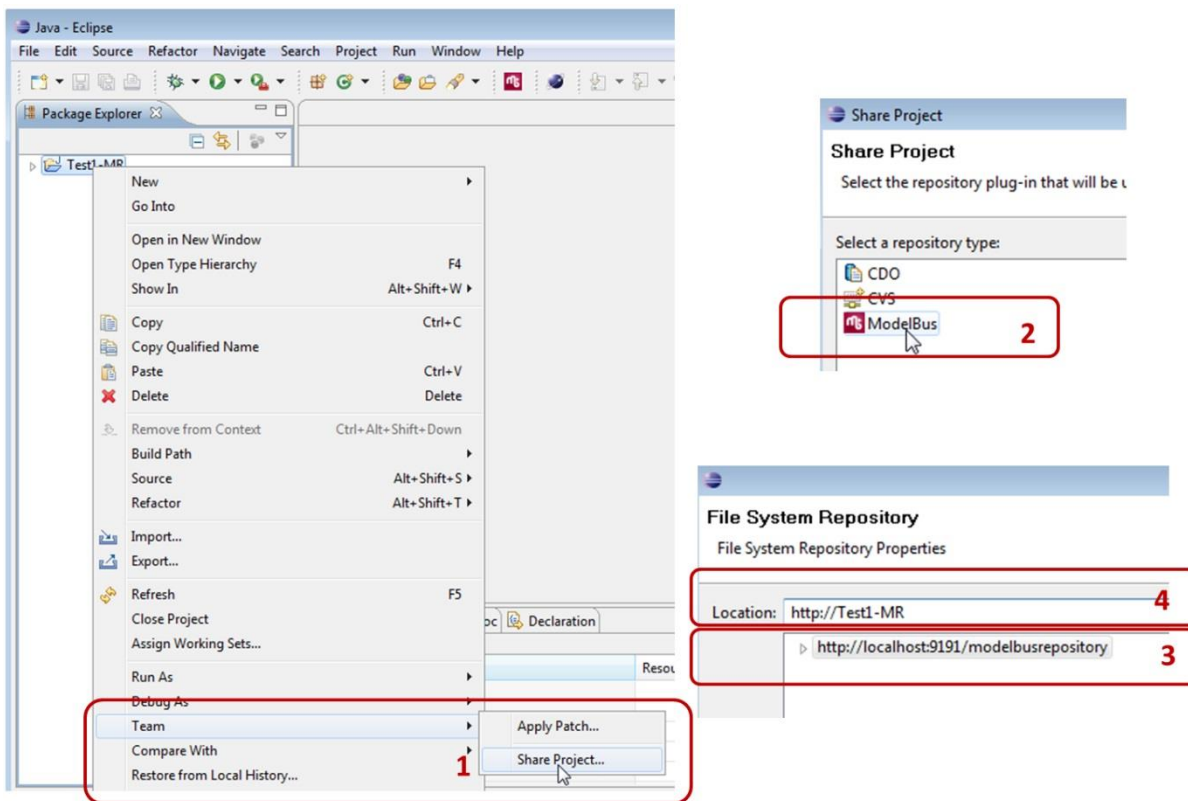 Java - Eclipse
File Edit Source Refactor Navigate Search Project Run Window Help
Package Explorer
Test1-MR
New
Go Into
Open in New Window
Open Type Hierarchy F4
Show In Alt+Shift+W
Copy Ctrl+C
Copy Qualified Name
Paste Ctrl+V
Delete Delete
Remove from Context Ctrl+Alt+Shift+Down
Build Path
Source Alt+Shift+S
Refactor Alt+Shift+T
Import...
Export...
Refresh F5
Close Project
Assign Working Sets...
Run As
Debug As
Team
Compare With
Restore from Local History...
1
Apply Patch...
Share Project...
oc Declaration
Resou
Share Project
Share Project
Select the repository plug-in that will be u
Select a repository type:
CDO
CVS
ModelBus
2
File System Repository
File System Repository Properties
Location: http://Test1-MR 4
http://localhost:9191/modelbusrepository 3